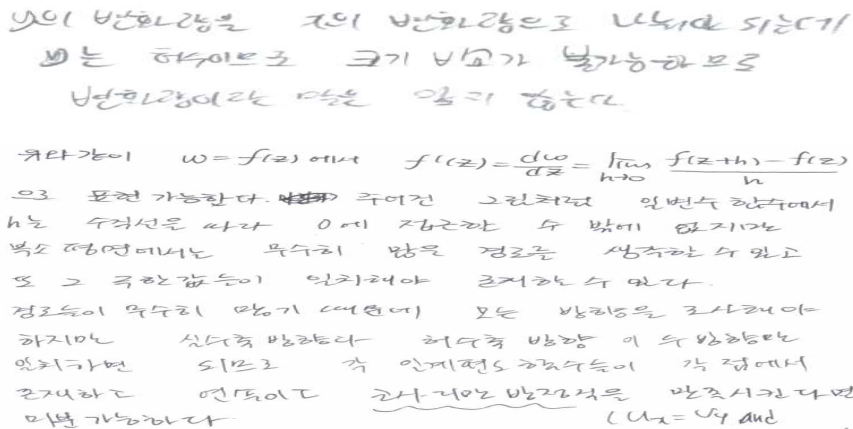 y의 변화량을 x의 변화량으로 나눠야 되는데
는 허수이므로 크기 비교가 불가능하므로
변화량이라는 말은 옳지 않는다.
위와같이 w = f(z) 에서 f'(z) = dw/dz = lim h→0 f(z+h) - f(z) / h
으로 표현 가능한다. 주어진 그림처럼 일변수 함수에서
h는 수직선을 따라 0에 접근할 수 밖에 없지만
복소 평면에서는 무수히 많은 경로를 생각할 수 있고
또 그 극한값들이 일치해야 존재할 수 있다.
경로들이 무수히 많기 때문에 모든 방향을 조사해야
하지만 실수축 방향과 허수축 방향 이 두 방향만
일치하면 되므로 각 일계편도함수들이 각 점에서
존재하고 연속이고 코시-리만 방정식을 만족시킨다면
미분가능하다. (Ux = Vy and